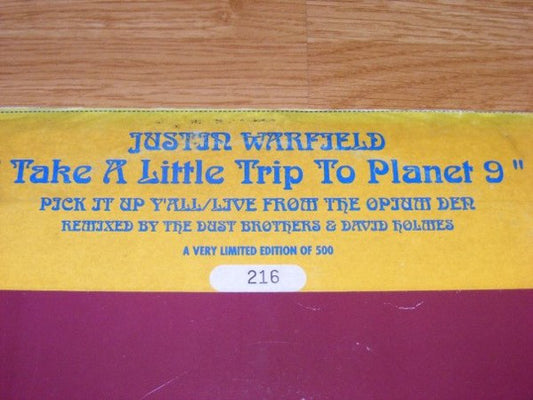 JUSTIN WARFIELD
" Take A Little Trip To Planet 9 "
PICK IT UP Y'ALL/LIVE FROM THE OPIUM DEN
REMIXED BY THE DUST BROTHERS & DAVID HOLMES
A VERY LIMITED EDITION OF 500
216